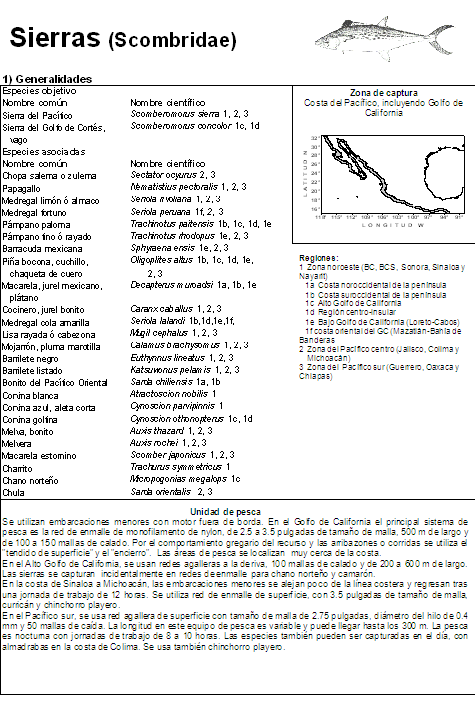 Sierras (Scombridae)
1) Generalidades
Especies objetivo
Nombre común Nombre científico
Sierra del Pacífico Scomberomorus sierra 1, 2, 3
Sierra del Golfo de Cortés, Scomberomorus concolor 1c, 1d
vago
Especies asociadas
Nombre común Nombre científico
Chopa salema o zulema Sectator ocyurus 2, 3
Papagallo Nematistius pectoralis 1, 2, 3
Medregal limón ó almaco Seriola rivoliana 1, 2, 3
Medregal fortuno Seriola peruana 1f, 2, 3
Pámpano paloma Trachinotus paitensis 1b, 1c, 1d, 1e
Pámpano fino ó rayado Trachinotus rhodopus 1e, 2, 3
Barracuda mexicana Sphyraena ensis 1e, 2, 3
Piña bocona, cuchillo, Oligoplites altus 1b, 1c, 1d, 1e,
chaqueta de cuero 2, 3
Macarela, jurel mexicano, Decapterus muroadsi 1a, 1b, 1e
plátano
Cocinero, jurel bonito Caranx caballus 1, 2, 3
Medregal cola amarilla Seriola lalandi 1b,1d,1e,1f,
Lisa rayada ó cabezona Mugil cephalus 1, 2, 3
Mojarrón, pluma marotilla Calamus brachysomus 1, 2, 3
Barrilete negro Euthynnus lineatus 1, 2, 3
Barrilete listado Katsuwonus pelamis 1, 2, 3
Bonito del Pacífico Oriental Sarda chiliensis 1a, 1b
Corvina blanca Atractoscion nobilis 1
Corvina azul, aleta corta Cynoscion parvipinnis 1
Corvina golfina Cynoscion othonopterus 1c, 1d
Melva, bonito Auxis thazard 1, 2, 3
Melvera Auxis rochei 1, 2, 3
Macarela estornino Scomber japonicus 1, 2, 3
Charrito Trachurus symmetricus 1
Chano norteño Micropogonias megalops 1c
Chula Sarda orientalis 2, 3
Zona de captura
Costa del Pacífico, incluyendo Golfo de
California
LATITUD N
32°
30°
28°
26°
24°
22°
20°
18°
16°
118° 115° 112° 109° 106° 103° 100° 97° 94° 91°
LONGITUD W
Regiones:
1 Zona noroeste (BC, BCS, Sonora, Sinaloa y
Nayarit)
1a Costa noroccidental de la península
1b Costa suroccidental de la península
1c Alto Golfo de California
1d Región centro-insular
1e Bajo Golfo de California (Loreto-Cabos)
1f costa oriental del GC (Mazatlán-Bahía de
Banderas
2 Zona del Pacífico centro (Jalisco, Colima y
Michoacán)
3 Zona del Pacífico sur (Guerrero, Oaxaca y
Chiapas)
Unidad de pesca
Se utilizan embarcaciones menores con motor fuera de borda. En el Golfo de California el principal sistema de
pesca es la red de enmalle de monofilamento de nylon, de 2.5 a 3.5 pulgadas de tamaño de malla, 500 m de largo y
de 100 a 150 mallas de calado. Por el comportamiento gregario del recurso y las arribazones o corridas se utiliza el
"tendido de superficie" y el "encierro". Las áreas de pesca se localizan muy cerca de la costa.
En el Alto Golfo de California, se usan redes agalleras a la deriva, 100 mallas de calado y de 200 a 600 m de largo.
Las sierras se capturan incidentalmente en redes de enmalle para chano norteño y camarón.
En la costa de Sinaloa a Michoacán, las embarcaciones menores se alejan poco de la línea costera y regresan tras
una jornada de trabajo de 12 horas. Se utiliza red de enmalle de superficie, con 3.5 pulgadas de tamaño de malla,
curricán y chinchorro playero.
En el Pacífico sur, se usa red agallera de superficie con tamaño de malla de 2.75 pulgadas, diámetro del hilo de 0.4
mm y 50 mallas de caída. La longitud en este equipo de pesca es variable y puede llegar hasta los 300 m. La pesca
es nocturna con jornadas de trabajo de 8 a 10 horas. Las especies también pueden ser capturadas en el día, con
almadrabas en la costa de Colima. Se usa también chinchorro playero.